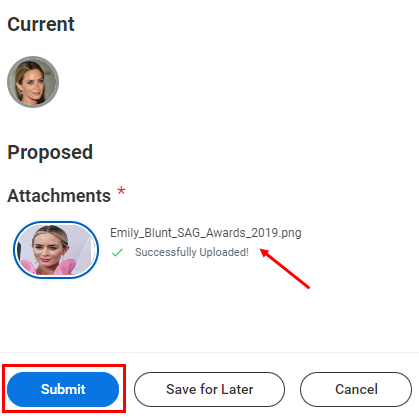 Current
Proposed
Attachments *
Emily_Blunt_SAG_Awards_2019.png
Successfully Uploaded!
Submit
Save for Later
Cancel